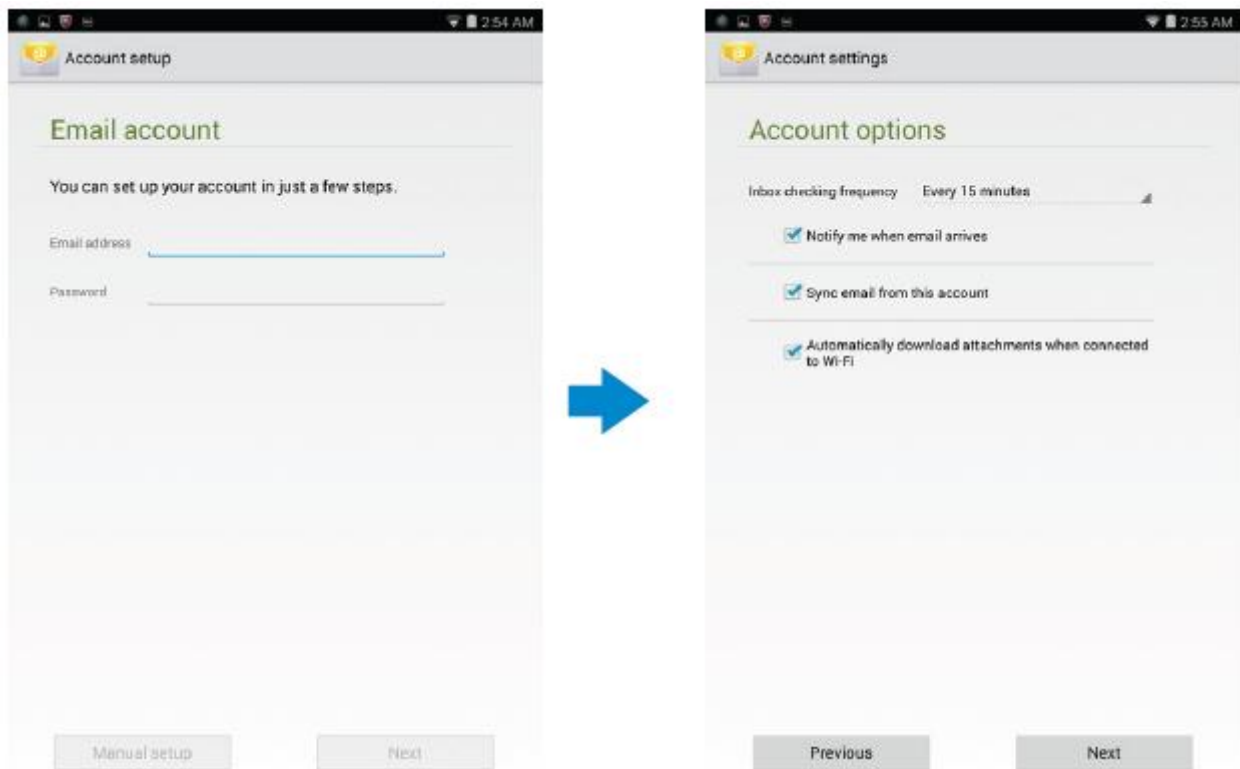 2:54 AM
Account setup
Email account
You can set up your account in just a few steps.
Email address
Password
Manual setup
Next
2:55 AM
Account settings
Account options
Inbox checking frequency Every 15 minutes
Notify me when email arrives
Sync email from this account
Automatically download attachments when connected
to Wi-Fi
Previous
Next